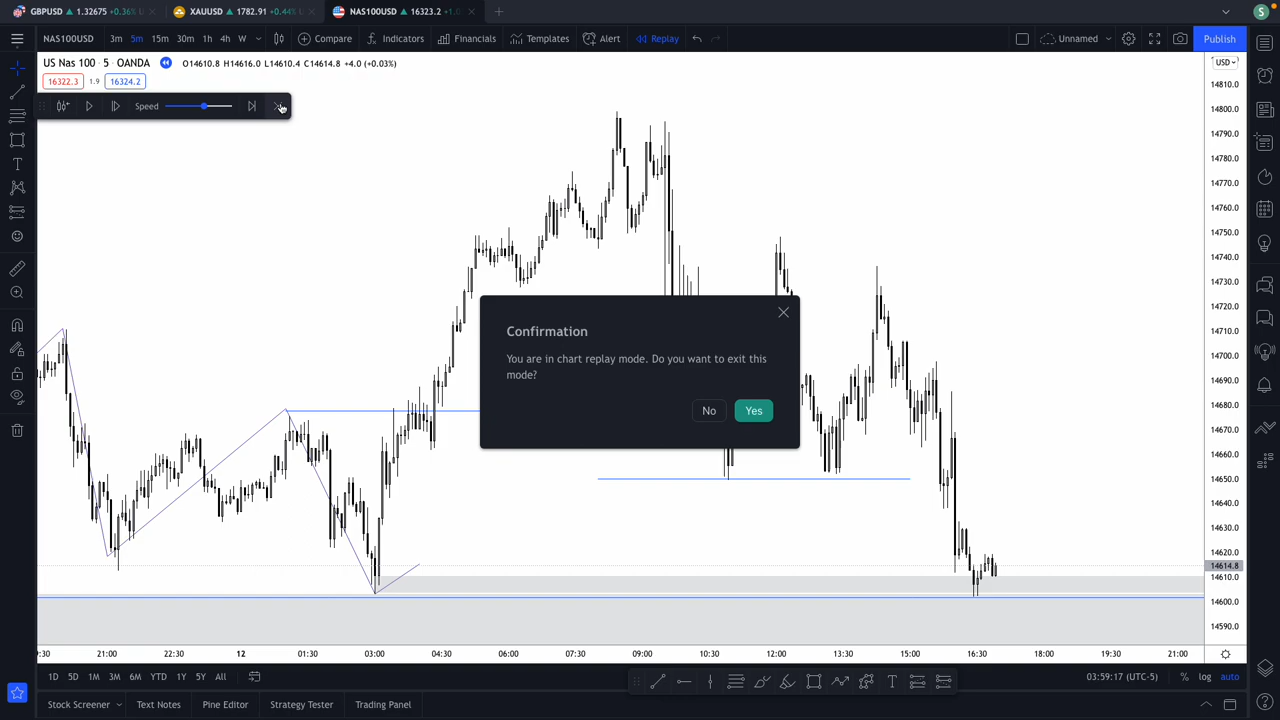 GBPUSD ▲ 1.32675 +0.36%
XAUUSD ▲ 1782.91 +0.44%
NAS100USD ▲ 16323.2
NAS100USD 3m 5m 15m 30m 1h 4h W Compare Indicators Financials Templates Alert Replay Unnamed Publish
US Nas 100 · 5 · OANDA O14610.8 H14616.0 L14610.4 C14614.8 +4.0 (+0.03%)
16322.3 1.9 16324.2
Speed
USD
14810.0
14800.0
14790.0
14780.0
14770.0
14760.0
14750.0
14740.0
14730.0
14720.0
14710.0
14700.0
14690.0
14680.0
14670.0
14660.0
14650.0
14640.0
14630.0
14620.0
14614.8
14610.0
14600.0
14590.0
Confirmation
You are in chart replay mode. Do you want to exit this
mode?
No Yes
:30 21:00 22:30 12 01:30 03:00 04:30 06:00 07:30 09:00 10:30 12:00 13:30 15:00 16:30 18:00 19:30 21:00
1D 5D 1M 3M 6M YTD 1Y 5Y All
03:59:17 (UTC-5) % log auto
Stock Screener Text Notes Pine Editor Strategy Tester Trading Panel
S